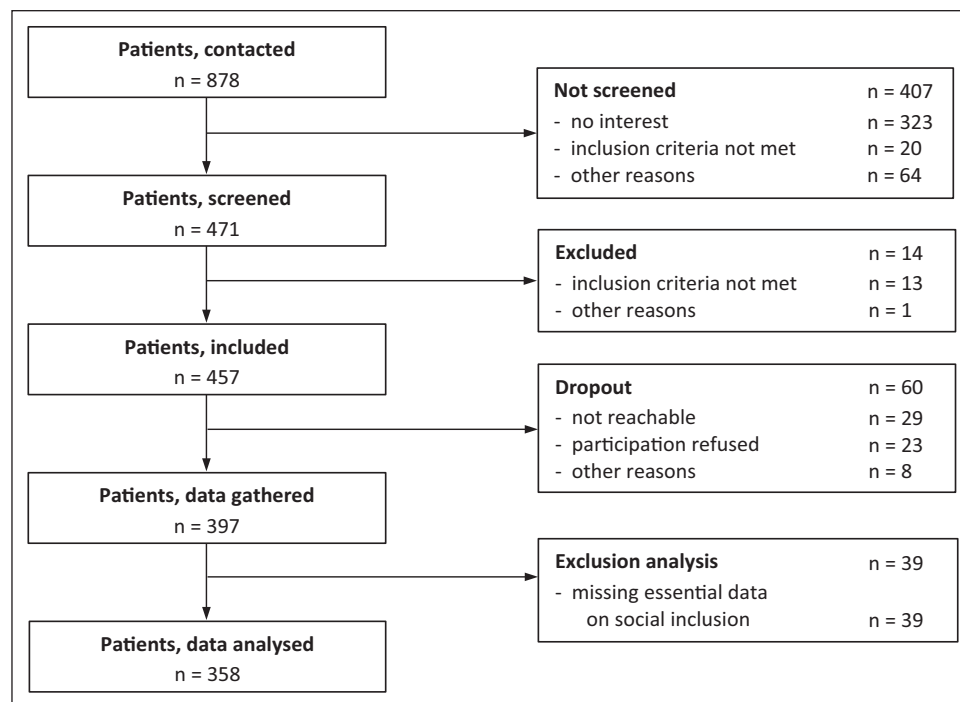 Patients, contacted
n = 878
Not screened n = 407
- no interest n = 323
- inclusion criteria not met n = 20
- other reasons n = 64
Patients, screened
n = 471
Excluded n = 14
- inclusion criteria not met n = 13
- other reasons n = 1
Patients, included
n = 457
Dropout n = 60
- not reachable n = 29
- participation refused n = 23
- other reasons n = 8
Patients, data gathered
n = 397
Exclusion analysis n = 39
- missing essential data
on social inclusion n = 39
Patients, data analysed
n = 358